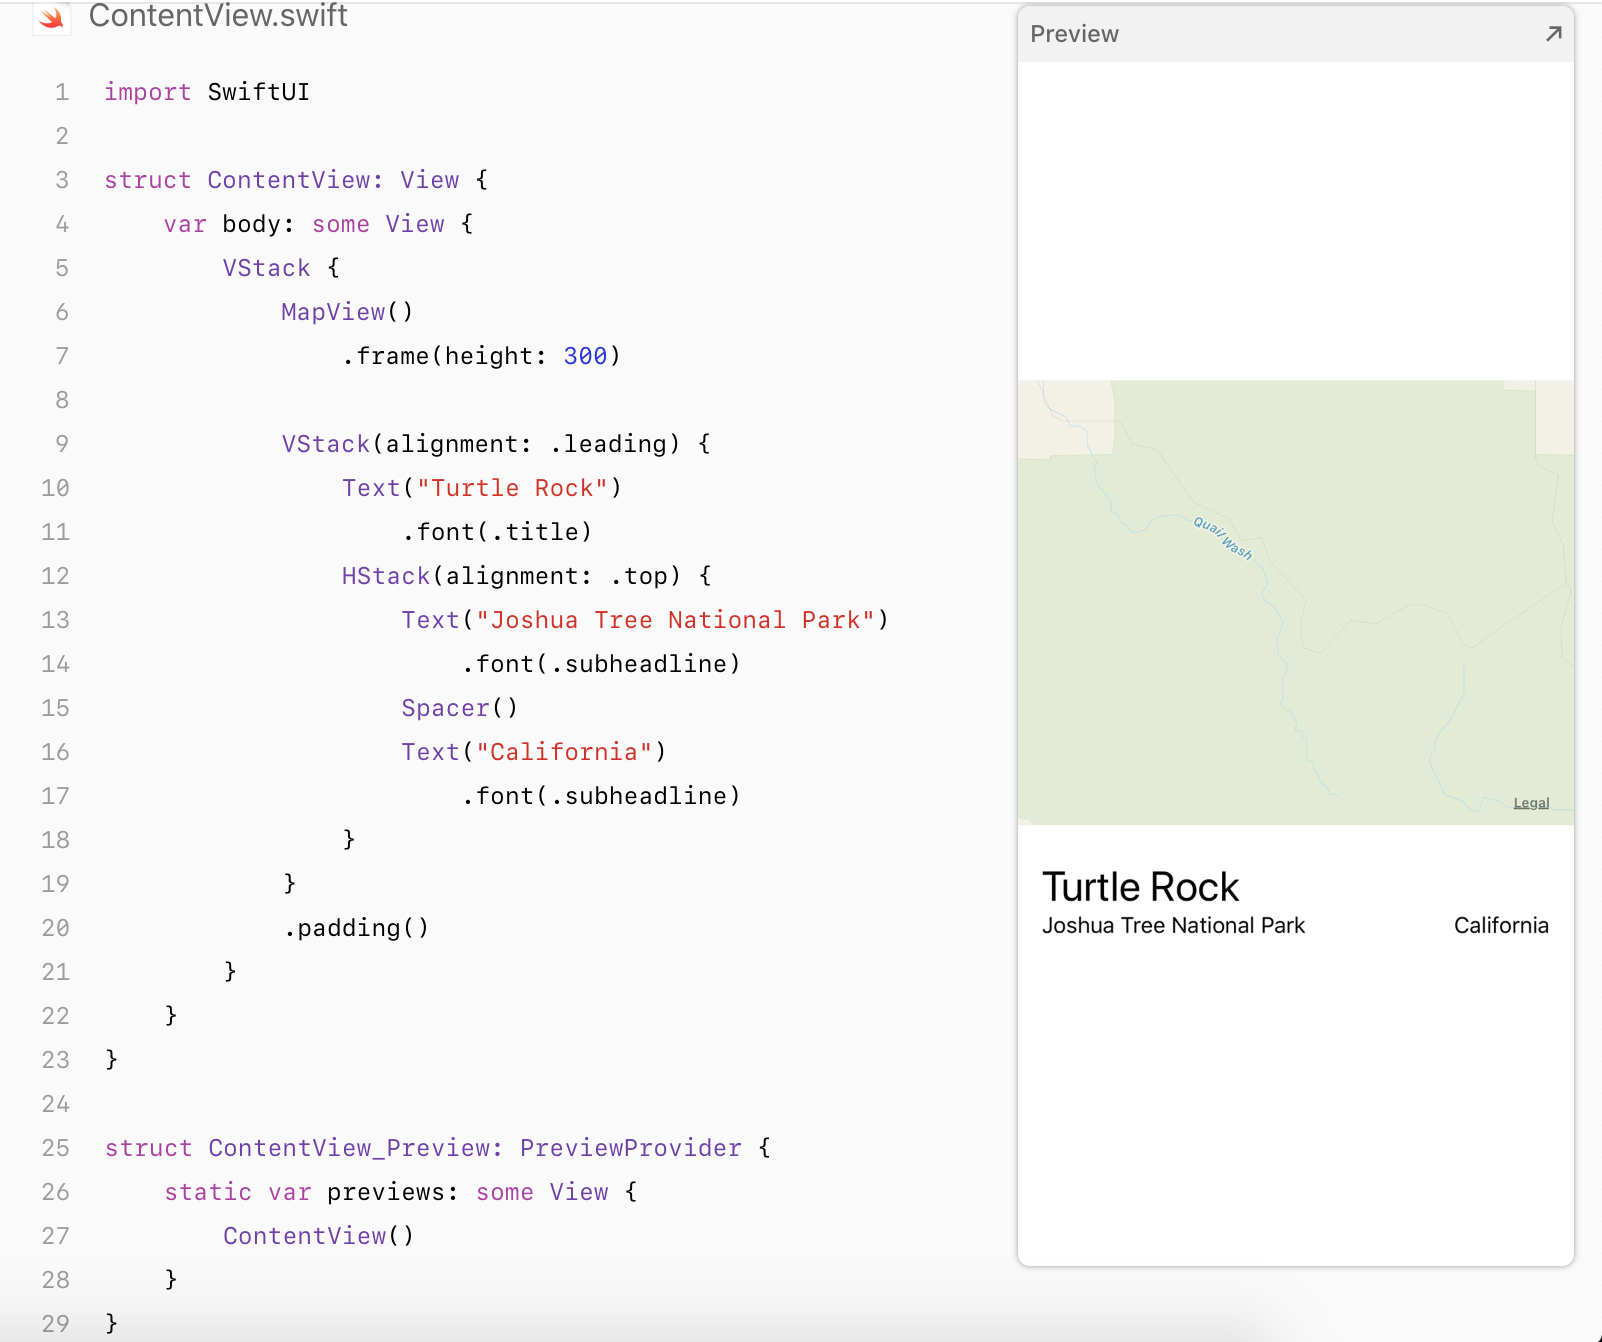 ContentView.swift
1 import SwiftUI
2
3 struct ContentView: View {
4     var body: some View {
5         VStack {
6             MapView()
7                 .frame(height: 300)
8
9             VStack(alignment: .leading) {
10                 Text("Turtle Rock")
11                     .font(.title)
12                 HStack(alignment: .top) {
13                     Text("Joshua Tree National Park")
14                         .font(.subheadline)
15                     Spacer()
16                     Text("California")
17                         .font(.subheadline)
18                 }
19             }
20             .padding()
21         }
22     }
23 }
24
25 struct ContentView_Preview: PreviewProvider {
26     static var previews: some View {
27         ContentView()
28     }
29 }
Preview
Quail Wash
Legal
Turtle Rock
Joshua Tree National Park California